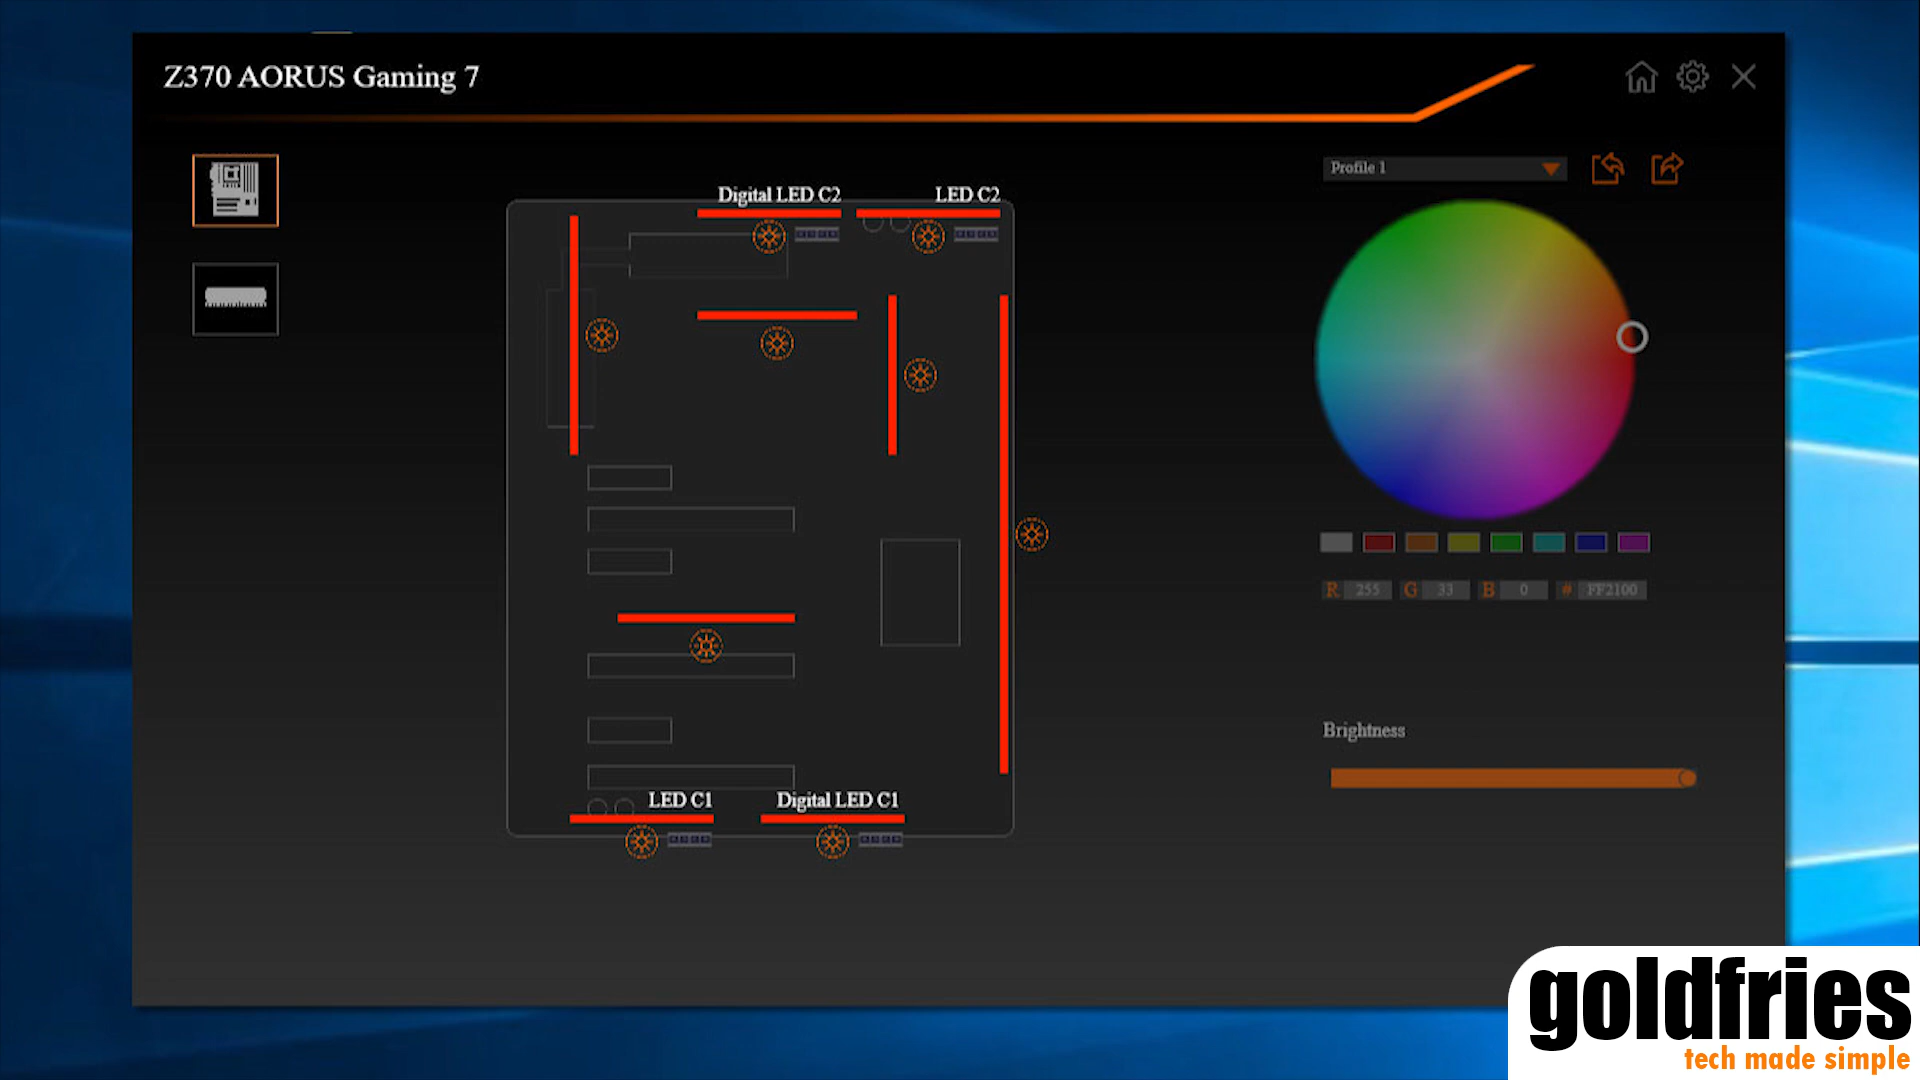 Z370 AORUS Gaming 7
Profile 1
Digital LED C2
LED C2
R 255 G 33 B 0 # FF2100
Brightness
LED C1
Digital LED C1
goldfries
tech made simple